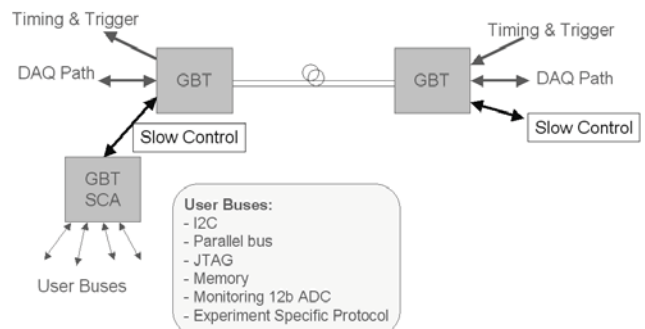 Timing & Trigger
Timing & Trigger
DAQ Path
GBT
GBT
DAQ Path
Slow Control
Slow Control
GBT
SCA
User Buses
User Buses:
- I2C
- Parallel bus
- JTAG
- Memory
- Monitoring 12b ADC
- Experiment Specific Protocol